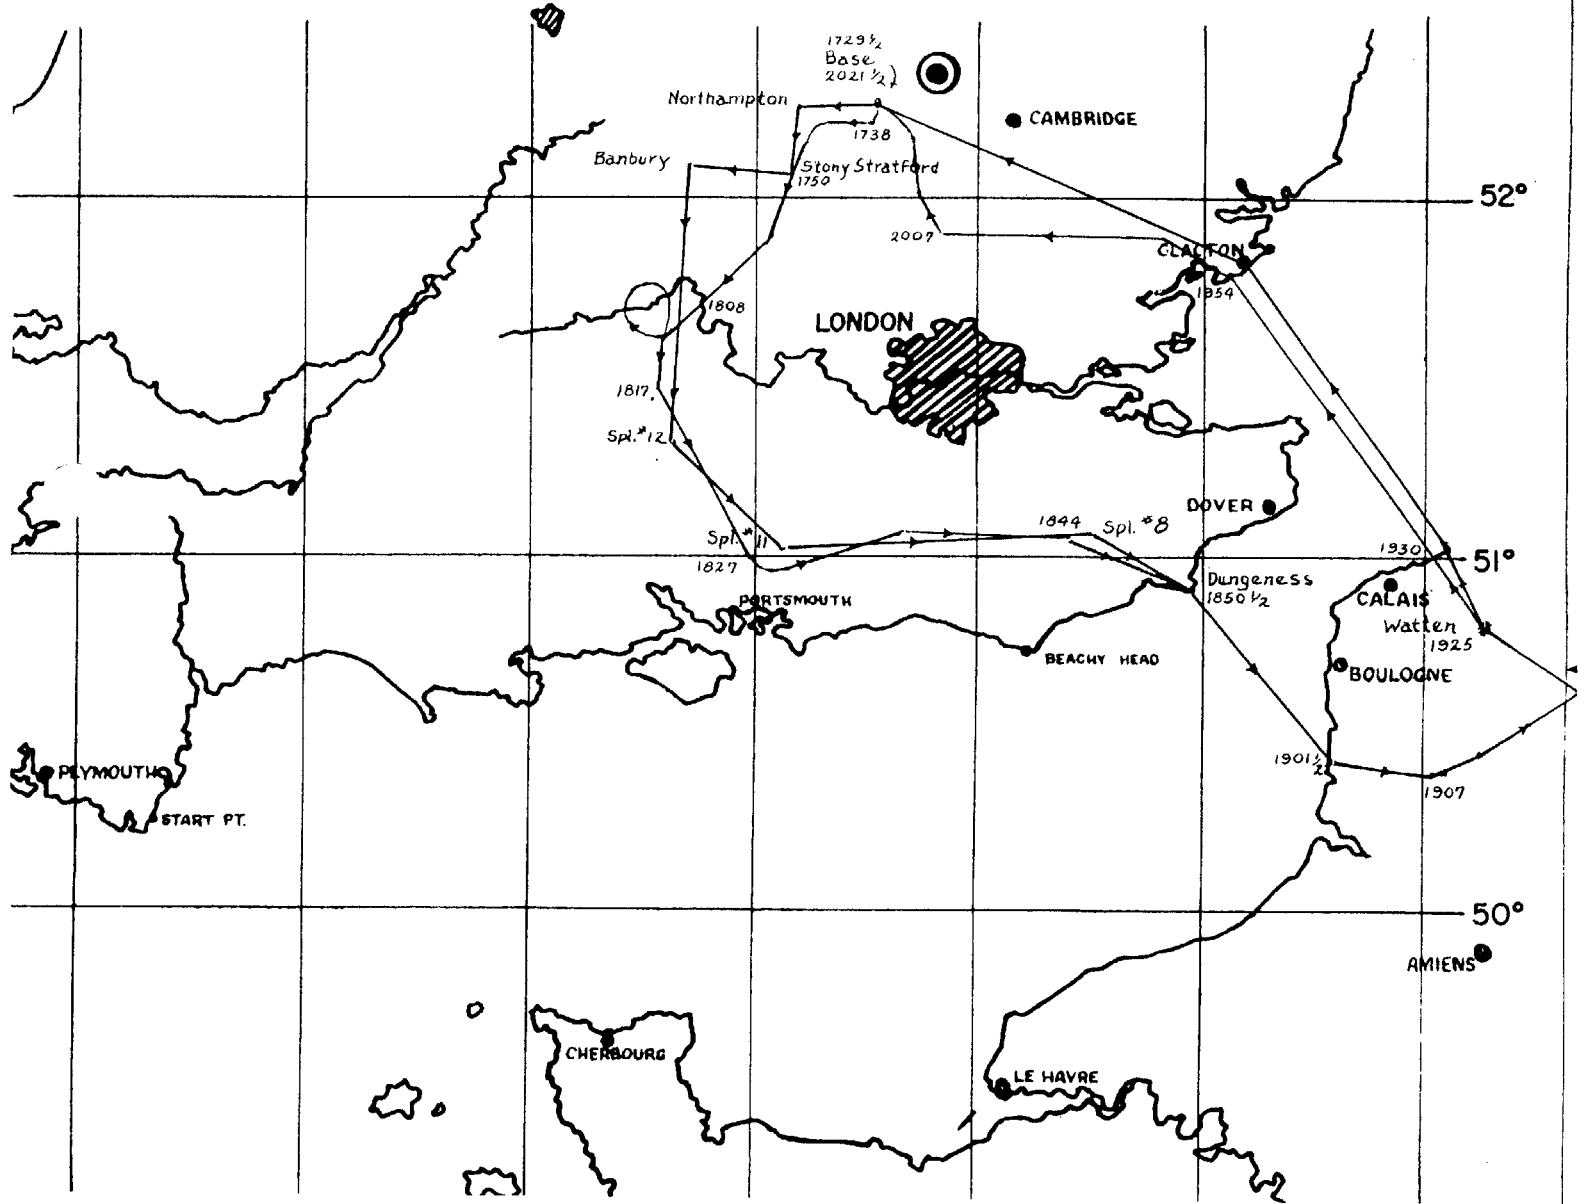 1729½
Base
2021½
Northampton
1738
CAMBRIDGE
Banbury
Stony Stratford
1750
52°
2007
CLACTON
1954
1808
LONDON
1817
Spl. #12
DOVER
Spl. #11
1844
Spl. #8
1827
1930
51°
Dungeness
1850½
CALAIS
Watten
1925
PORTSMOUTH
BEACHY HEAD
BOULOGNE
1901½
1907
PLYMOUTH
START PT.
50°
AMIENS
CHERBOURG
LE HAVRE